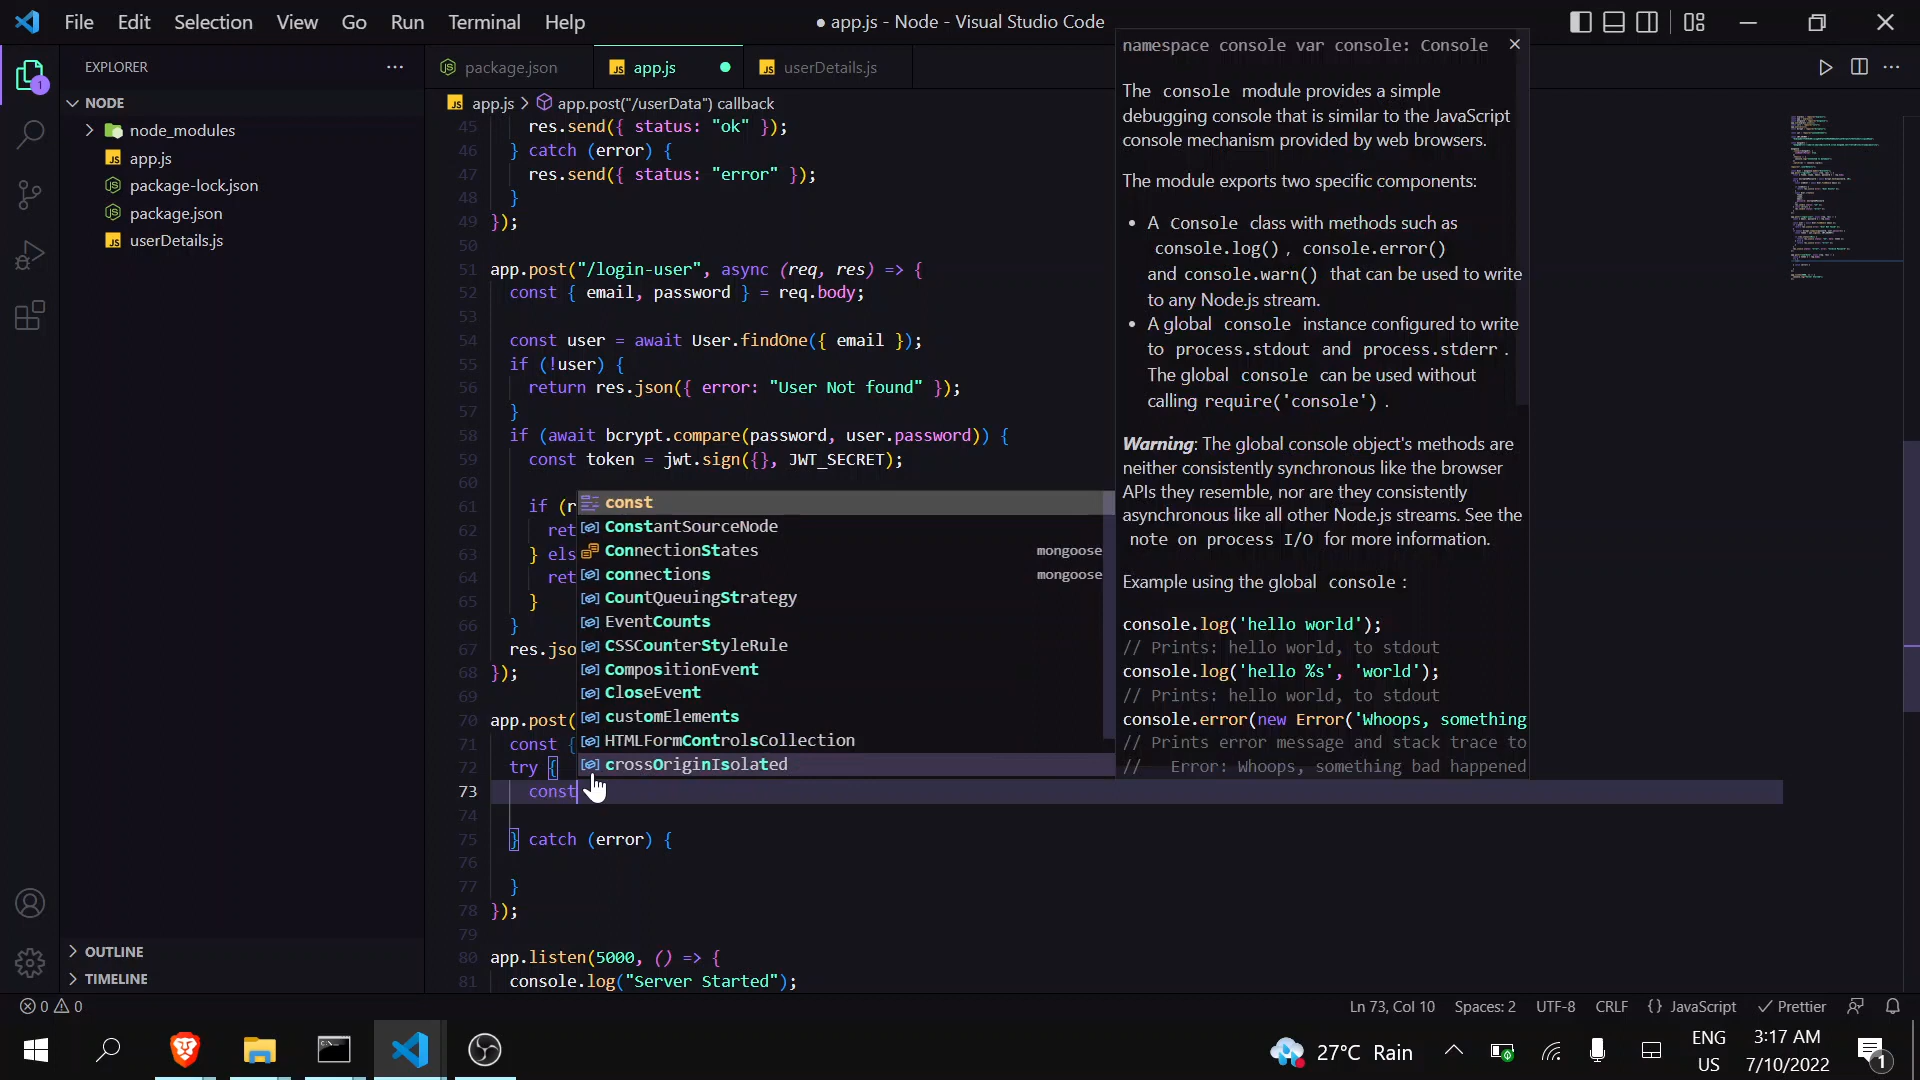 File Edit Selection View Go Run Terminal Help
● app.js - Node - Visual Studio Code
EXPLORER
1
NODE
node_modules
JS app.js
package-lock.json
package.json
JS userDetails.js
OUTLINE
TIMELINE
package.json
JS app.js
JS userDetails.js
JS app.js > app.post("/userData") callback
45 res.send({ status: "ok" });
46 } catch (error) {
47 res.send({ status: "error" });
48 }
49 });
50
51 app.post("/login-user", async (req, res) => {
52 const { email, password } = req.body;
53
54 const user = await User.findOne({ email });
55 if (!user) {
56 return res.json({ error: "User Not found" });
57 }
58 if (await bcrypt.compare(password, user.password)) {
59 const token = jwt.sign({}, JWT_SECRET);
60
61 if (r
62 ret
63 } els
64 ret
65 }
66 }
67 res.jso
68 });
69
70 app.post(
71 const {
72 try {
73 const
74
75 } catch (error) {
76
77 }
78 });
79
80 app.listen(5000, () => {
81 console.log("Server Started");
const
ConstantSourceNode
ConnectionStates mongoose
connections mongoose
CountQueuingStrategy
EventCounts
CSSCounterStyleRule
CompositionEvent
CloseEvent
customElements
HTMLFormControlsCollection
crossOriginIsolated
namespace console var console: Console
The console module provides a simple
debugging console that is similar to the JavaScript
console mechanism provided by web browsers.
The module exports two specific components:
• A Console class with methods such as
console.log() , console.error()
and console.warn() that can be used to write
to any Node.js stream.
• A global console instance configured to write
to process.stdout and process.stderr .
The global console can be used without
calling require('console') .
Warning: The global console object's methods are
neither consistently synchronous like the browser
APIs they resemble, nor are they consistently
asynchronous like all other Node.js streams. See the
note on process I/O for more information.
Example using the global console :
console.log('hello world');
// Prints: hello world, to stdout
console.log('hello %s', 'world');
// Prints: hello world, to stdout
console.error(new Error('Whoops, something
// Prints error message and stack trace to
// Error: Whoops, something bad happened
0 0
Ln 73, Col 10 Spaces: 2 UTF-8 CRLF {} JavaScript Prettier
27°C Rain
ENG
US
3:17 AM
7/10/2022
1